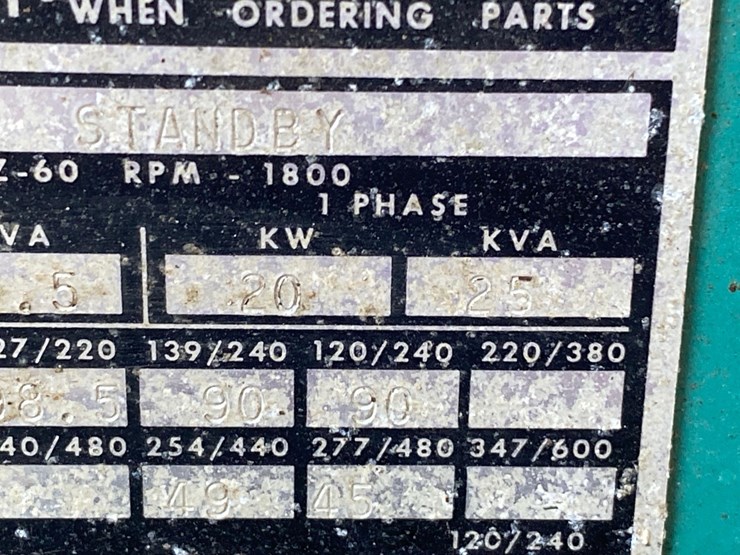 WHEN ORDERING PARTS
STANDBY
Z-60 RPM - 1800
1 PHASE
VA KW KVA
.5 20 25
27/220 139/240 120/240 220/380
8.5 90 90
40/480 254/440 277/480 347/600
49 45 -
120/240